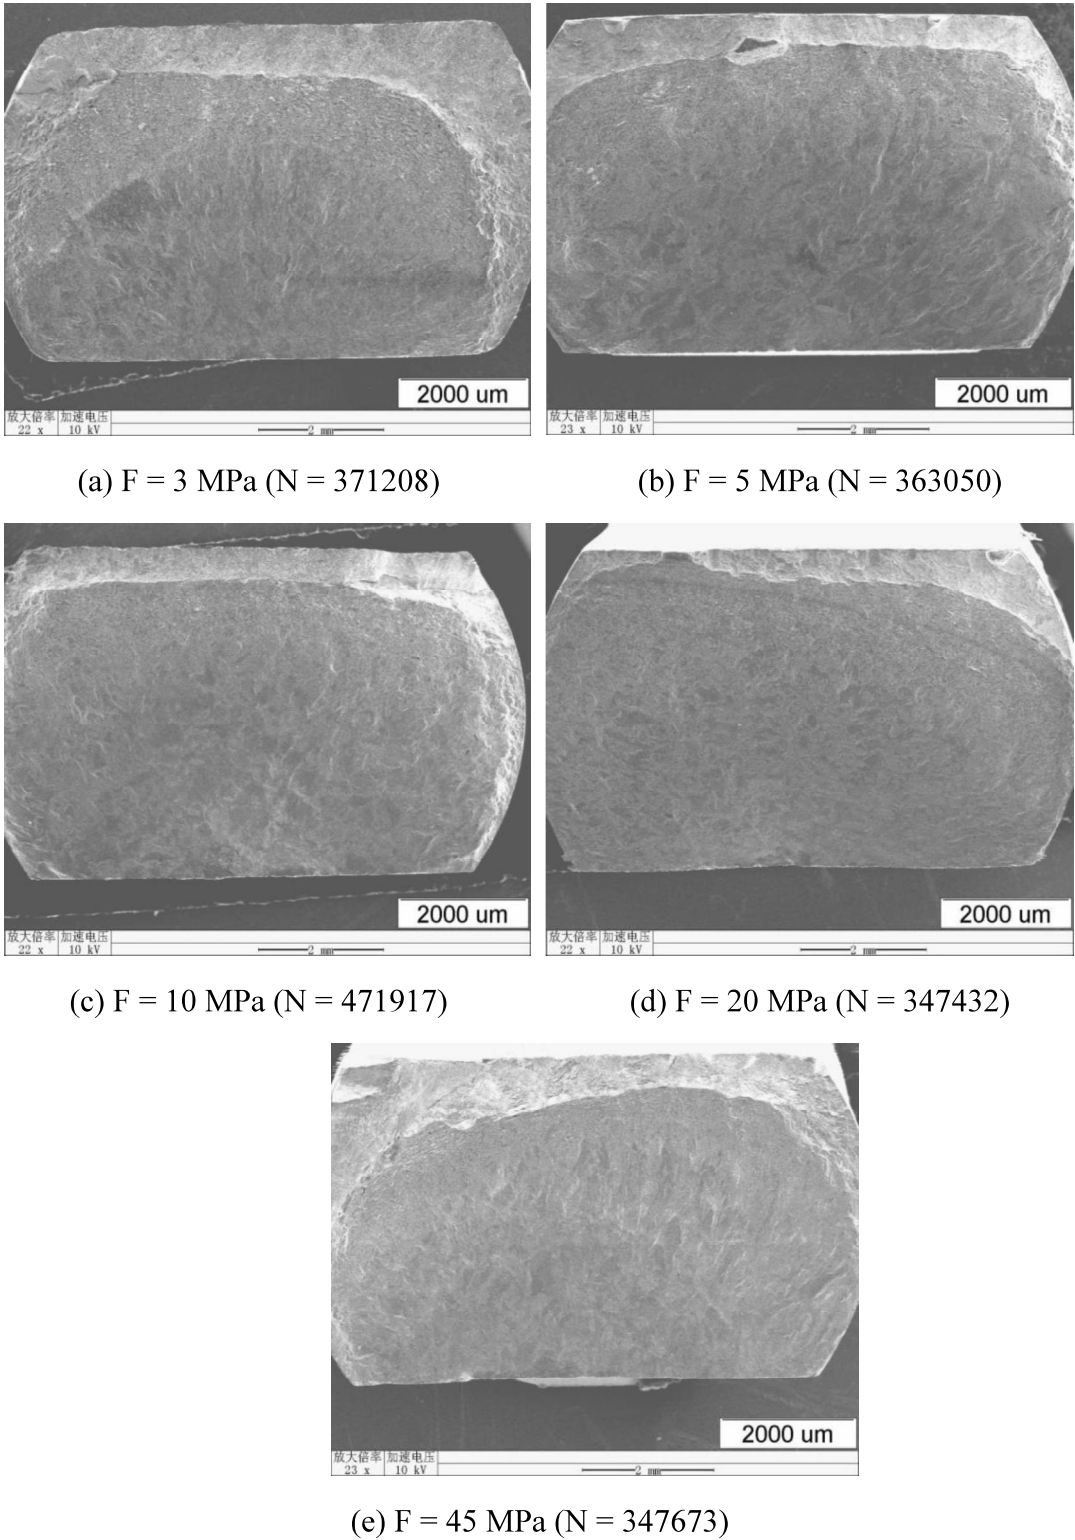 2000 um
放大倍率 加速电压
22 x 10 kV 2 mm
2000 um
放大倍率 加速电压
23 x 10 kV 2 mm
(a) F = 3 MPa (N = 371208)
(b) F = 5 MPa (N = 363050)
2000 um
放大倍率 加速电压
22 x 10 kV 2 mm
2000 um
放大倍率 加速电压
22 x 10 kV 2 mm
(c) F = 10 MPa (N = 471917)
(d) F = 20 MPa (N = 347432)
2000 um
放大倍率 加速电压
23 x 10 kV 2 mm
(e) F = 45 MPa (N = 347673)